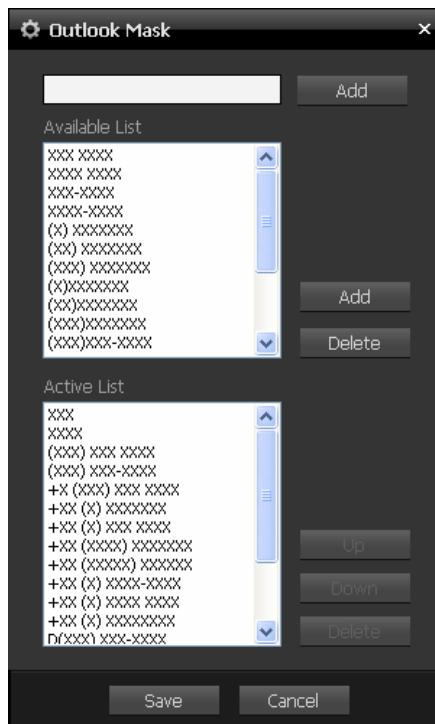 Outlook Mask
Add
Available List
XXX XXXX
XXXX XXXX
XXX-XXXX
XXXX-XXXX
(X) XXXXXXX
(XX) XXXXXXX
(XXX) XXXXXXX
(X)XXXXXXX
(XX)XXXXXXX
(XXX)XXXXXXX
(XXX)XXX-XXXX
Add
Delete
Active List
XXX
XXXX
(XXX) XXX XXXX
(XXX) XXX-XXXX
+X (XXX) XXX XXXX
+XX (X) XXXXXXX
+XX (X) XXX XXXX
+XX (XXXX) XXXXXXX
+XX (XXXXX) XXXXXX
+XX (X) XXXX-XXXX
+XX (X) XXXX XXXX
+XX (X) XXXXXXXX
D(XXX) XXX-XXXX
Up
Down
Delete
Save Cancel